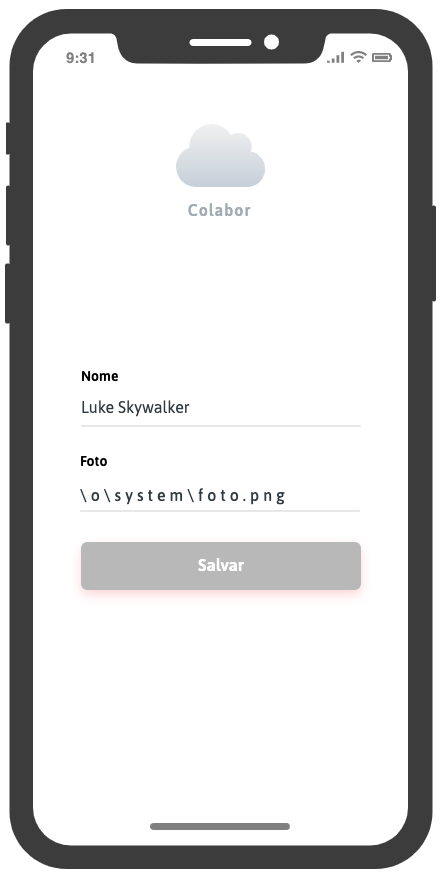 9:31
Colabor
Nome
Luke Skywalker
Foto
\o\system\foto.png
Salvar